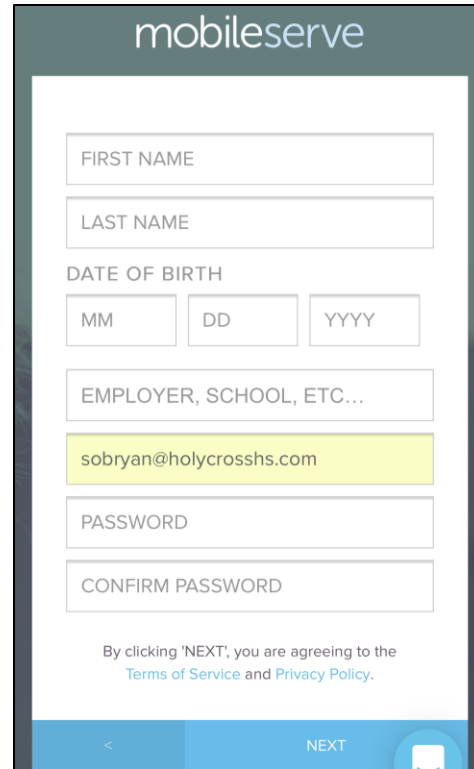 mobileserve
FIRST NAME
LAST NAME
DATE OF BIRTH
MM DD YYYY
EMPLOYER, SCHOOL, ETC...
sobryan@holycrosshs.com
PASSWORD
CONFIRM PASSWORD
By clicking 'NEXT', you are agreeing to the
Terms of Service and Privacy Policy.
< NEXT